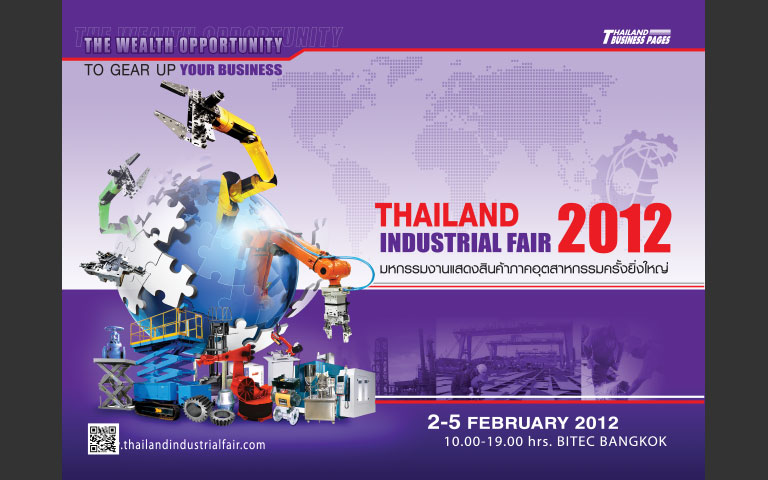 THE WEALTH OPPORTUNITY
TO GEAR UP YOUR BUSINESS
THAILAND
BUSINESS PAGES
THAILAND
INDUSTRIAL FAIR 2012
มหกรรมงานแสดงสินค้าภาคอุตสาหกรรมครั้งยิ่งใหญ่
2-5 FEBRUARY 2012
10.00-19.00 hrs. BITEC BANGKOK
.thailandindustrialfair.com